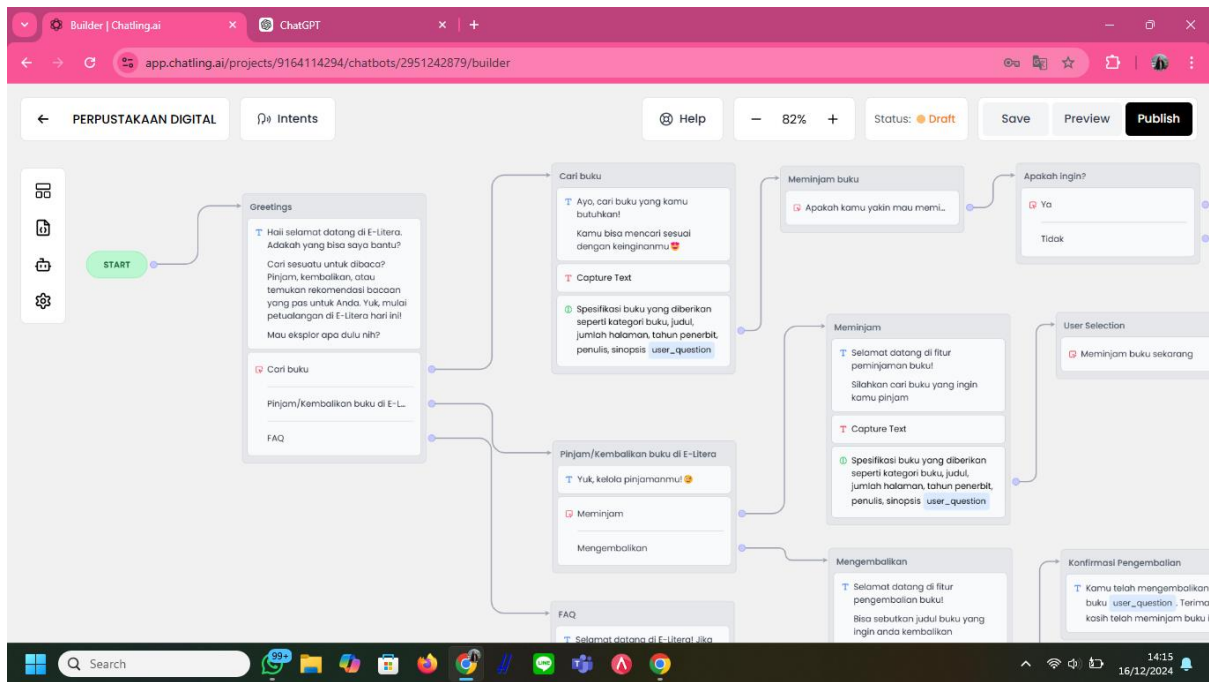 Builder | Chatling.ai
ChatGPT
app.chatling.ai/projects/9164114294/chatbots/2951242879/builder
PERPUSTAKAAN DIGITAL
Intents
Help
82%
Status: Draft
Save
Preview
Publish
START
Greetings
Haii selamat datang di E-Litera.
Adakah yang bisa saya bantu?
Cari sesuatu untuk dibaca?
Pinjam, kembalikan, atau
temukan rekomendasi bacaan
yang pas untuk Anda. Yuk, mulai
petualangan di E-Litera hari ini!
Mau eksplor apa dulu nih?
Cari buku
Pinjam/Kembalikan buku di E-L...
FAQ
Cari buku
Ayo, cari buku yang kamu
butuhkan!
Kamu bisa mencari sesuai
dengan keinginanmu😍
Capture Text
Spesifikasi buku yang diberikan
seperti kategori buku, judul,
jumlah halaman, tahun penerbit,
penulis, sinopsis user_question
Meminjam buku
Apakah kamu yakin mau memi...
Apakah ingin?
Ya
Tidak
Pinjam/Kembalikan buku di E-Litera
Yuk, kelola pinjamanmu!
Meminjam
Mengembalikan
Meminjam
Selamat datang di fitur
peminjaman buku!
Silahkan cari buku yang ingin
kamu pinjam
Capture Text
Spesifikasi buku yang diberikan
seperti kategori buku, judul,
jumlah halaman, tahun penerbit,
penulis, sinopsis user_question
User Selection
Meminjam buku sekarang
Mengembalikan
Selamat datang di fitur
pengembalian buku!
Bisa sebutkan judul buku yang
ingin anda kembalikan
Konfirmasi Pengembalian
Kamu telah mengembalikan
buku user_question . Terima
kasih telah meminjam buku i
FAQ
Selamat datang di E-Litera! Jika
Search
99+
14:15
16/12/2024